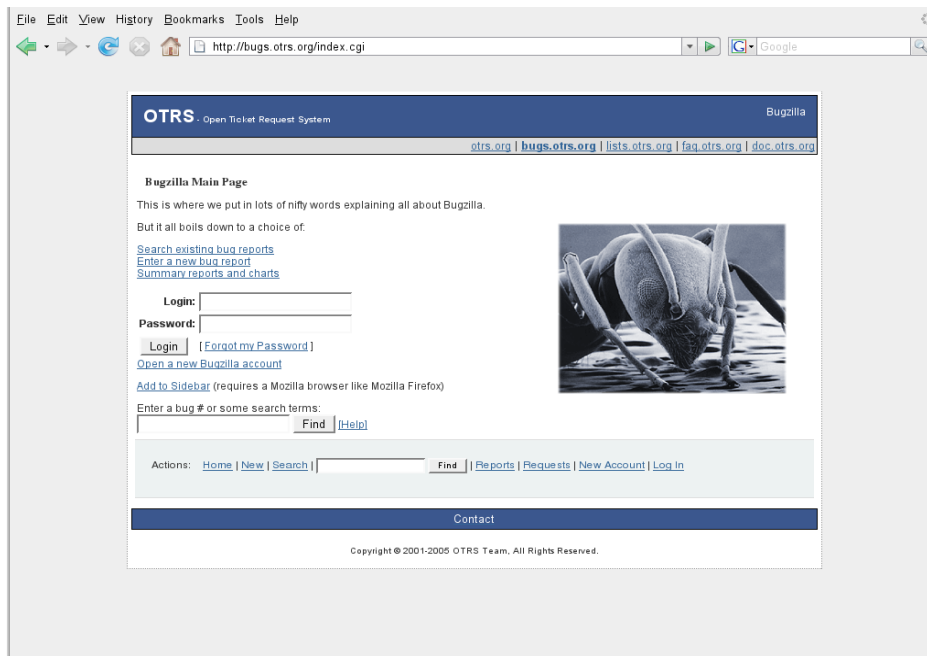 File Edit View History Bookmarks Tools Help
http://bugs.otrs.org/index.cgi
G Google
OTRS - Open Ticket Request System
Bugzilla
otrs.org | bugs.otrs.org | lists.otrs.org | faq.otrs.org | doc.otrs.org
Bugzilla Main Page
This is where we put in lots of nifty words explaining all about Bugzilla.
But it all boils down to a choice of:
Search existing bug reports
Enter a new bug report
Summary reports and charts
Login:
Password:
Login [ Forgot my Password ]
Open a new Bugzilla account
Add to Sidebar (requires a Mozilla browser like Mozilla Firefox)
Enter a bug # or some search terms:
Find [Help]
Actions: Home | New | Search | Find | Reports | Requests | New Account | Log In
Contact
Copyright © 2001-2005 OTRS Team, All Rights Reserved.